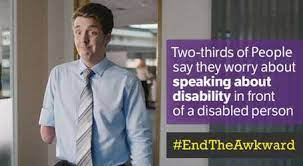 Two-thirds of People
say they worry about
speaking about
disability in front
of a disabled person
#EndTheAwkward